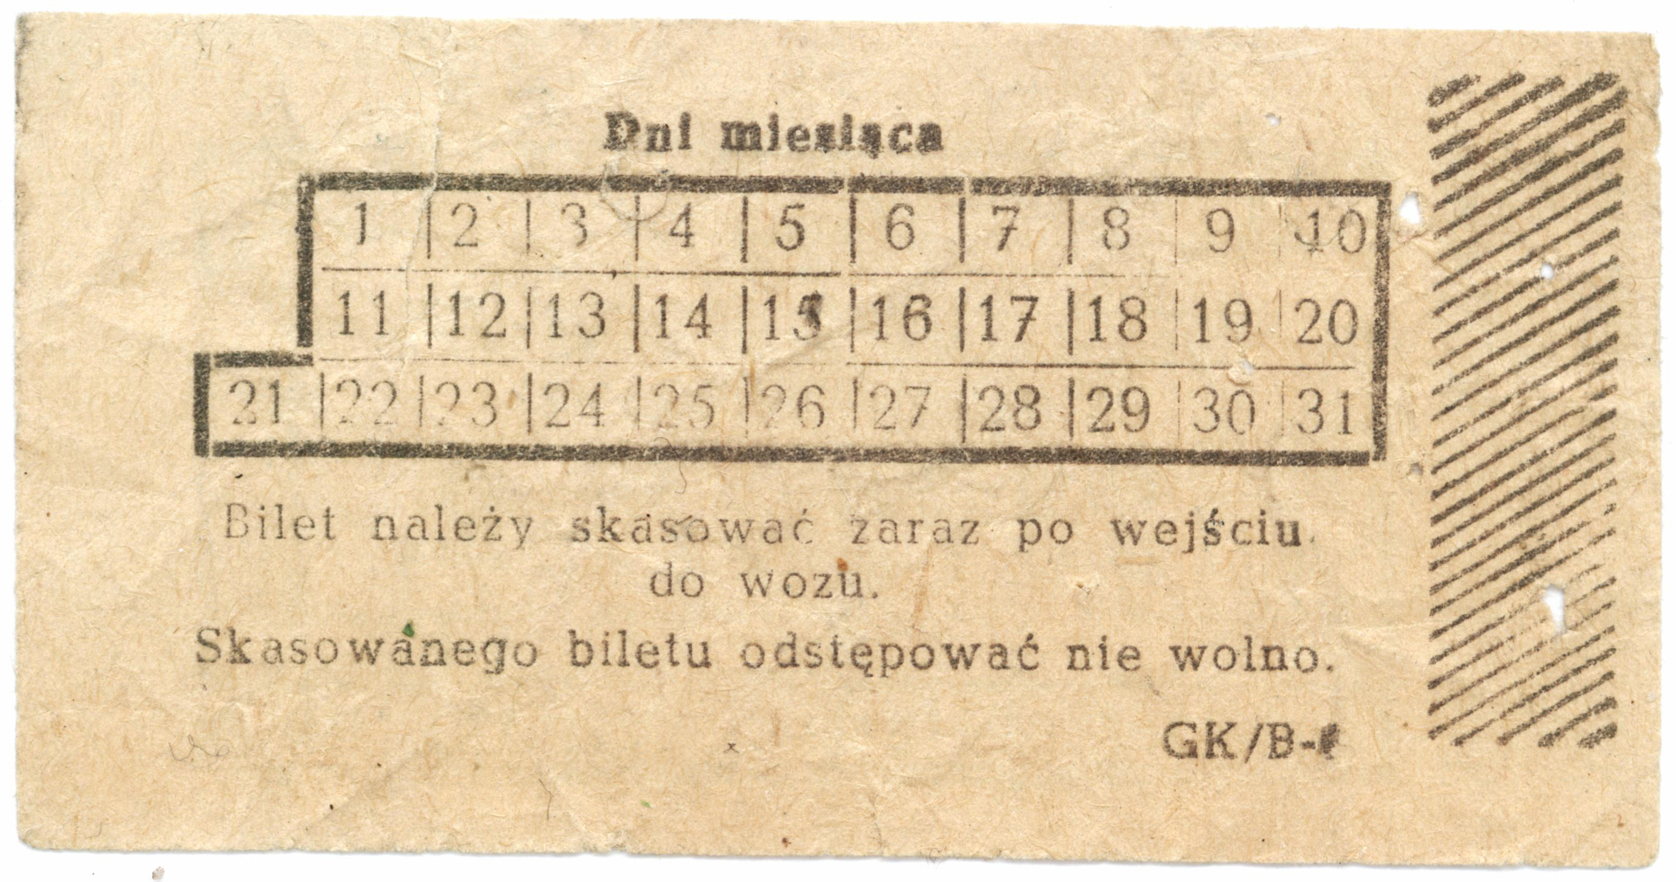 Dni miesiąca
1 2 3 4 5 6 7 8 9 10
11 12 13 14 15 16 17 18 19 20
21 22 23 24 25 26 27 28 29 30 31
Bilet należy skasować zaraz po wejściu
do wozu.
Skasowanego biletu odstępować nie wolno.
GK/B-